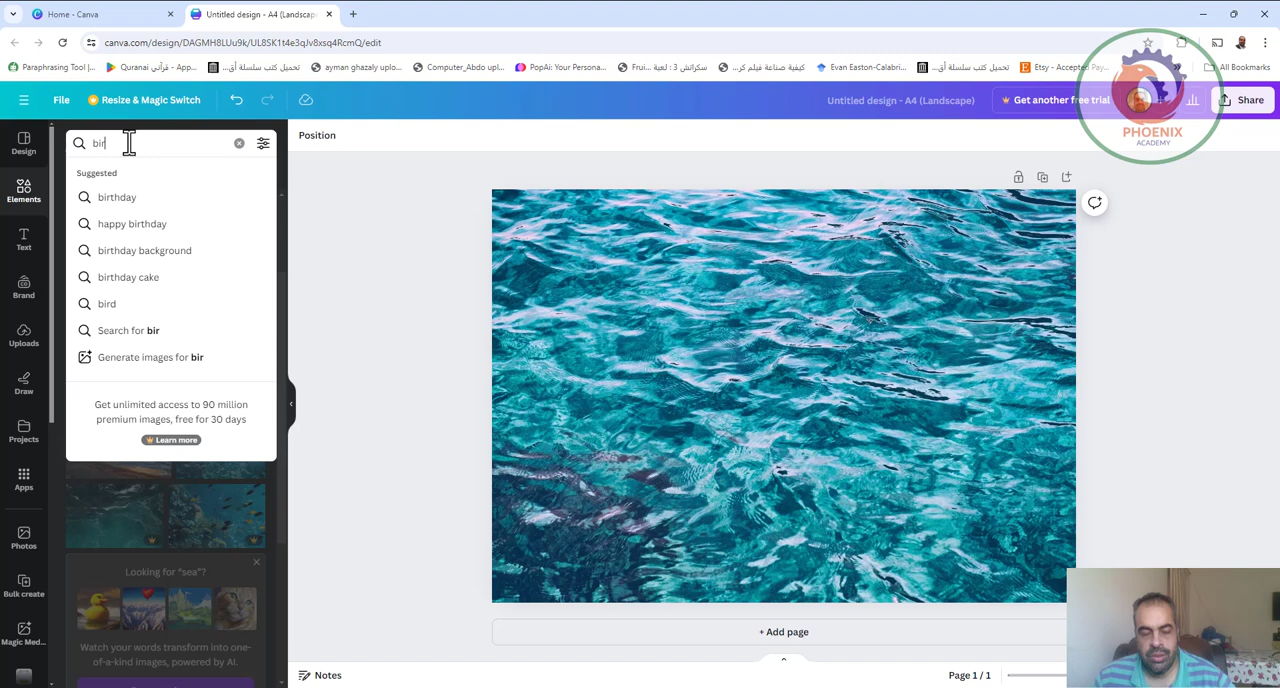 Home - Canva
Untitled design - A4 (Landscape
canva.com/design/DAGMH8LUu9k/UL8SK1t4e3qJv8xsq4RcmQ/edit
Paraphrasing Tool |...
Quranai قرآني - App...
تحميل كتب سلسلة أق...
ayman ghazaly uplo...
Computer_Abdo upl...
PopAi: Your Persona...
سكراتش 3 : لعبة Frui...
كيفية صناعة فيلم كر...
Evan Easton-Calabri...
تحميل كتب سلسلة أق...
Etsy - Accepted Pay...
All Bookmarks
File
Resize & Magic Switch
Untitled design - A4 (Landscape)
Get another free trial
Share
PHOENIX
ACADEMY
Design
Elements
Text
Brand
Uploads
Draw
Projects
Apps
Photos
Bulk create
Magic Med...
bir
Suggested
birthday
happy birthday
birthday background
birthday cake
bird
Search for bir
Generate images for bir
Get unlimited access to 90 million
premium images, free for 30 days
Learn more
Looking for “sea”?
Watch your words transform into one-
of-a-kind images, powered by AI.
Position
+ Add page
Notes
Page 1 / 1